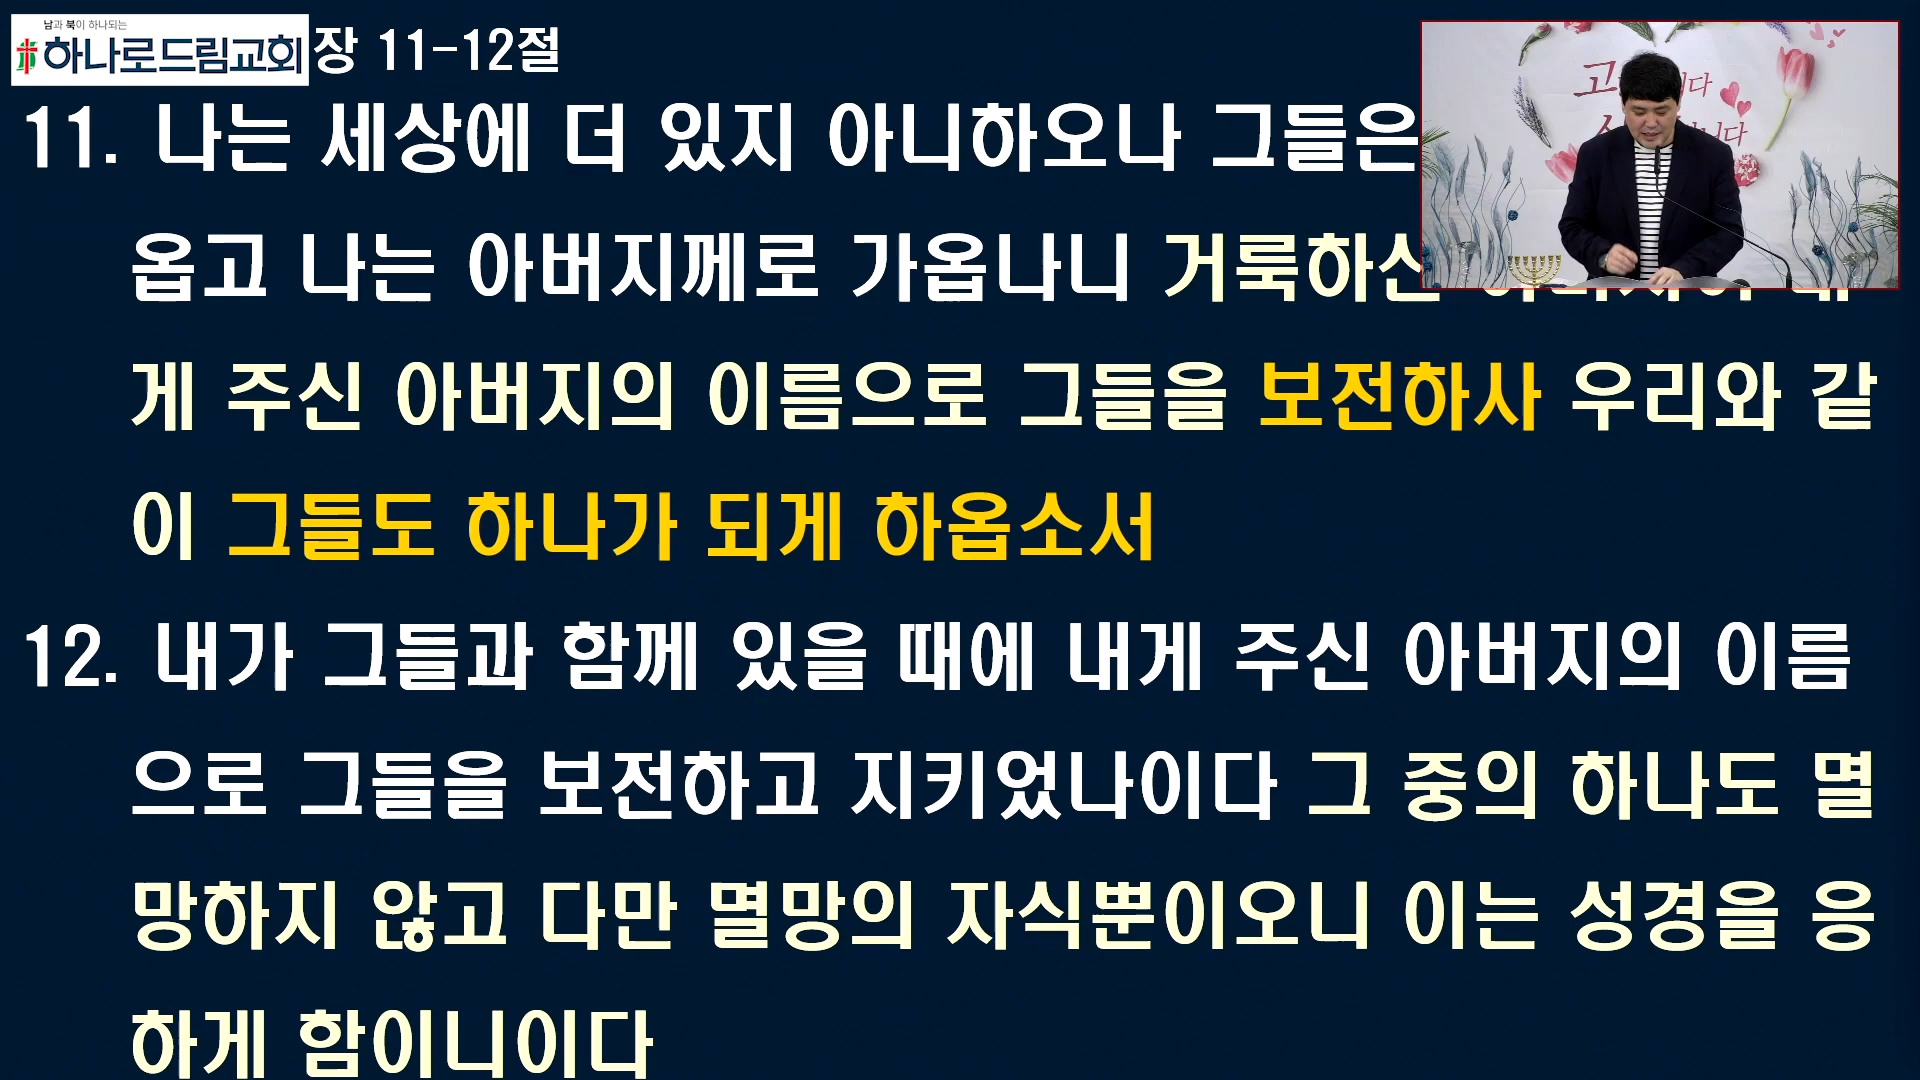 남과 북이 하나되는
하나로드림교회
장 11-12절
11. 나는 세상에 더 있지 아니하오나 그들은
옵고 나는 아버지께로 가옵나니 거룩하신
게 주신 아버지의 이름으로 그들을 보전하사 우리와 같
이 그들도 하나가 되게 하옵소서
12. 내가 그들과 함께 있을 때에 내게 주신 아버지의 이름
으로 그들을 보전하고 지키었나이다 그 중의 하나도 멸
망하지 않고 다만 멸망의 자식뿐이오니 이는 성경을 응
하게 함이니이다